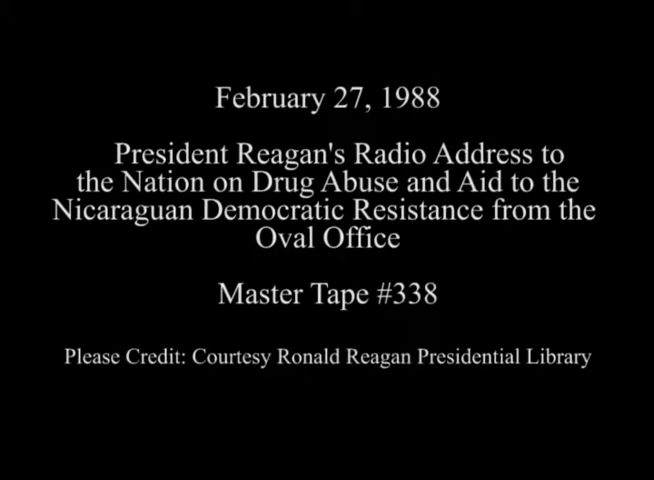 February 27, 1988
President Reagan's Radio Address to
the Nation on Drug Abuse and Aid to the
Nicaraguan Democratic Resistance from the
Oval Office
Master Tape #338
Please Credit: Courtesy Ronald Reagan Presidential Library